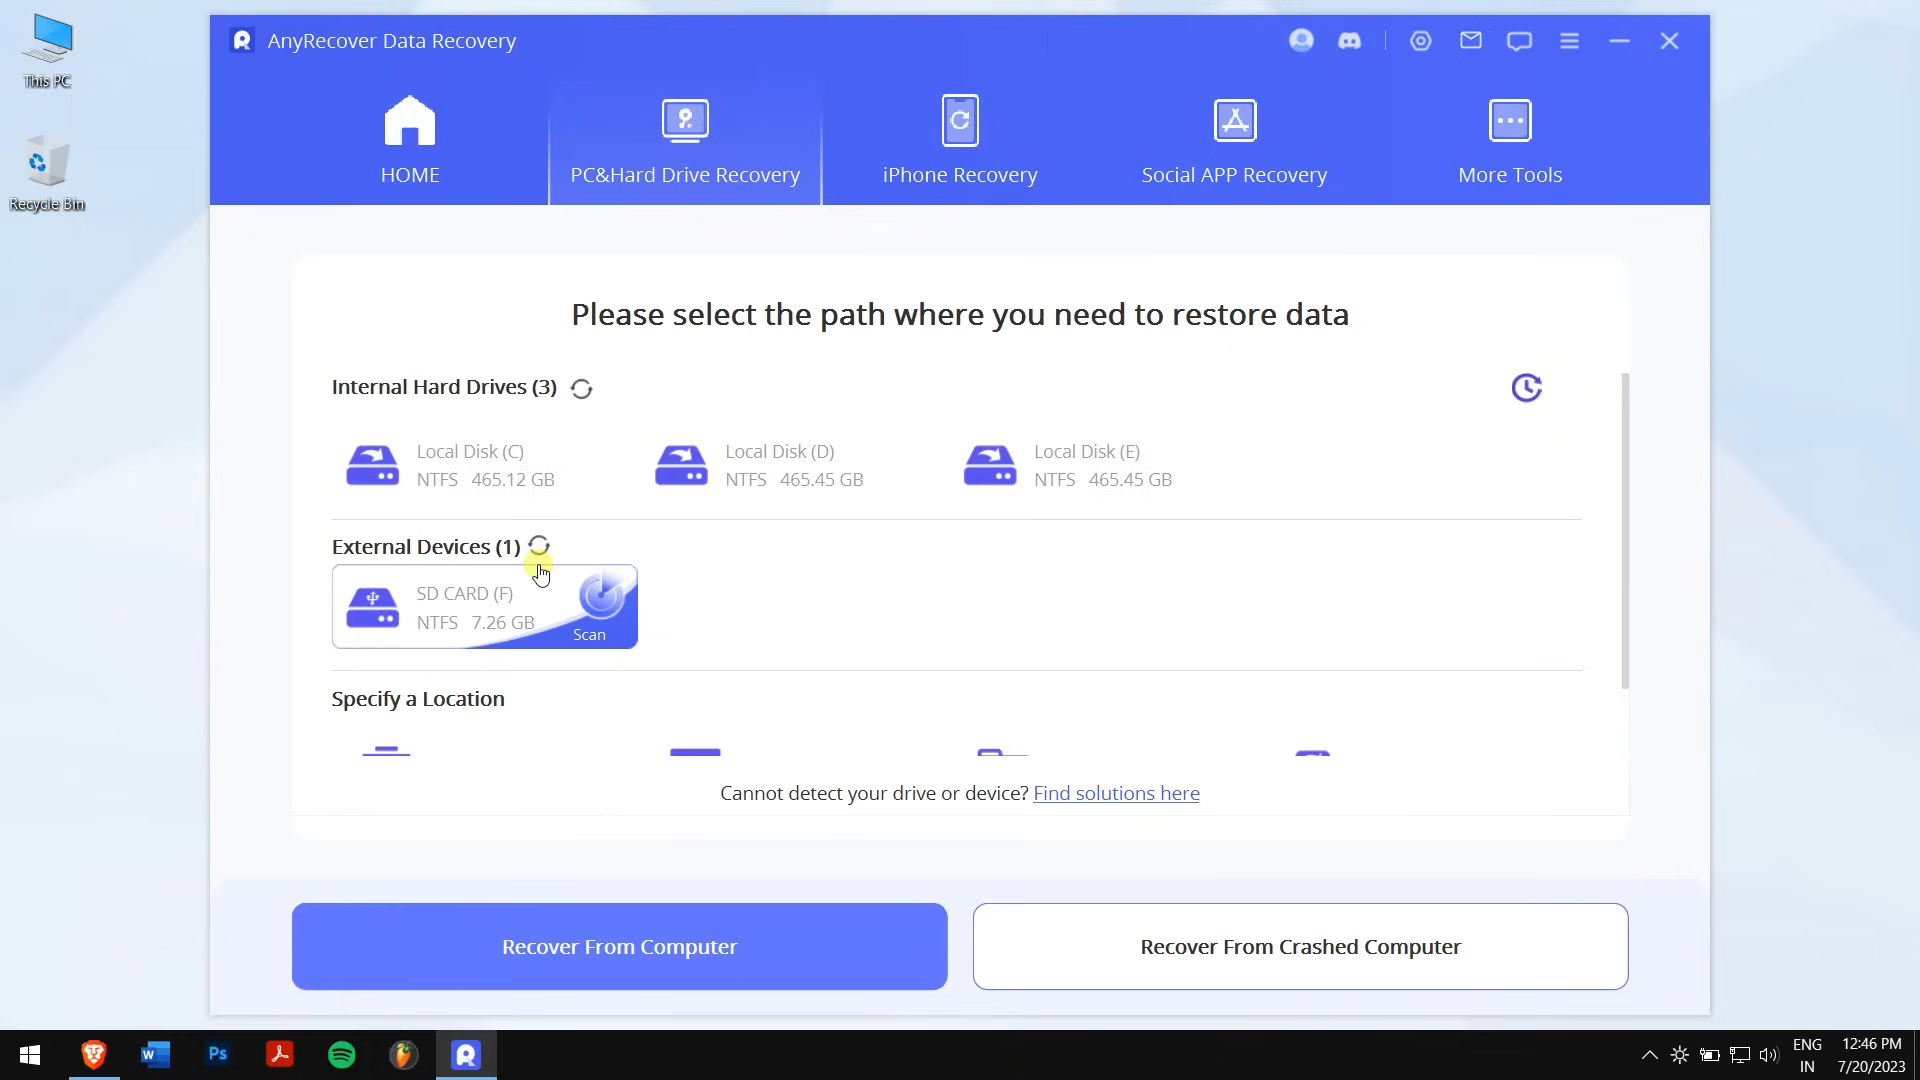 This PC
Recycle Bin
AnyRecover Data Recovery
HOME
PC&Hard Drive Recovery
iPhone Recovery
Social APP Recovery
More Tools
Please select the path where you need to restore data
Internal Hard Drives (3)
Local Disk (C)
NTFS 465.12 GB
Local Disk (D)
NTFS 465.45 GB
Local Disk (E)
NTFS 465.45 GB
External Devices (1)
SD CARD (F)
NTFS 7.26 GB
Scan
Specify a Location
Cannot detect your drive or device? Find solutions here
Recover From Computer
Recover From Crashed Computer
W
Ps
ENG
IN
12:46 PM
7/20/2023